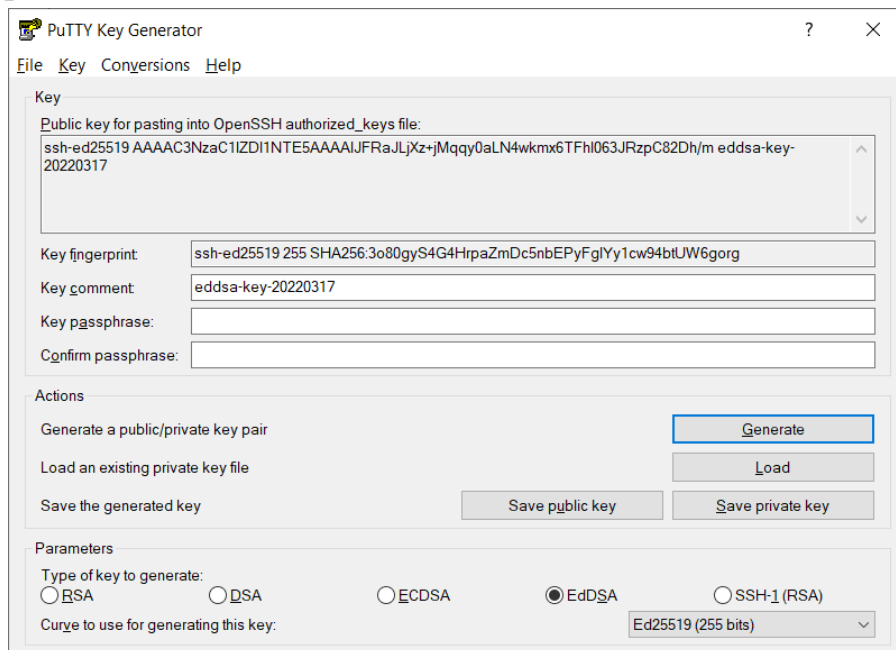 PuTTY Key Generator
? ×
File Key Conversions Help
Key
Public key for pasting into OpenSSH authorized_keys file:
ssh-ed25519 AAAAC3NzaC1lZDI1NTE5AAAAIJFRaJLjXz+jMqqy0aLN4wkmx6TFhl063JRzpC82Dh/m eddsa-key-
20220317
Key fingerprint: ssh-ed25519 255 SHA256:3o80gyS4G4HrpaZmDc5nbEPyFglYy1cw94btUW6gorg
Key comment: eddsa-key-20220317
Key passphrase:
Confirm passphrase:
Actions
Generate a public/private key pair Generate
Load an existing private key file Load
Save the generated key Save public key Save private key
Parameters
Type of key to generate:
RSA DSA ECDSA EdDSA SSH-1 (RSA)
Curve to use for generating this key: Ed25519 (255 bits)